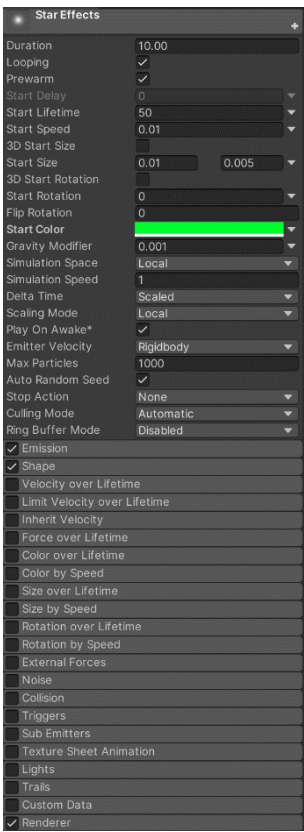 Star Effects
Duration 10.00
Looping
Prewarm
Start Delay 0
Start Lifetime 50
Start Speed 0.01
3D Start Size
Start Size 0.01 0.005
3D Start Rotation
Start Rotation 0
Flip Rotation 0
Start Color
Gravity Modifier 0.001
Simulation Space Local
Simulation Speed 1
Delta Time Scaled
Scaling Mode Local
Play On Awake*
Emitter Velocity Rigidbody
Max Particles 1000
Auto Random Seed
Stop Action None
Culling Mode Automatic
Ring Buffer Mode Disabled
Emission
Shape
Velocity over Lifetime
Limit Velocity over Lifetime
Inherit Velocity
Force over Lifetime
Color over Lifetime
Color by Speed
Size over Lifetime
Size by Speed
Rotation over Lifetime
Rotation by Speed
External Forces
Noise
Collision
Triggers
Sub Emitters
Texture Sheet Animation
Lights
Trails
Custom Data
Renderer